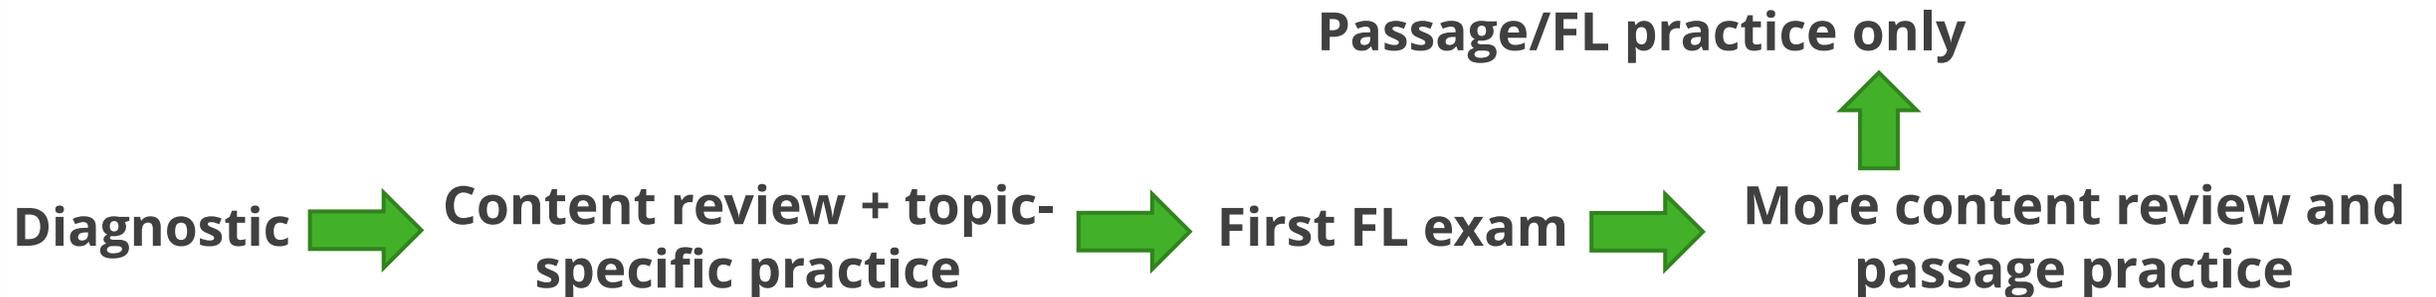 Passage/FL practice only
Diagnostic
Content review + topic-
specific practice
First FL exam
More content review and
passage practice